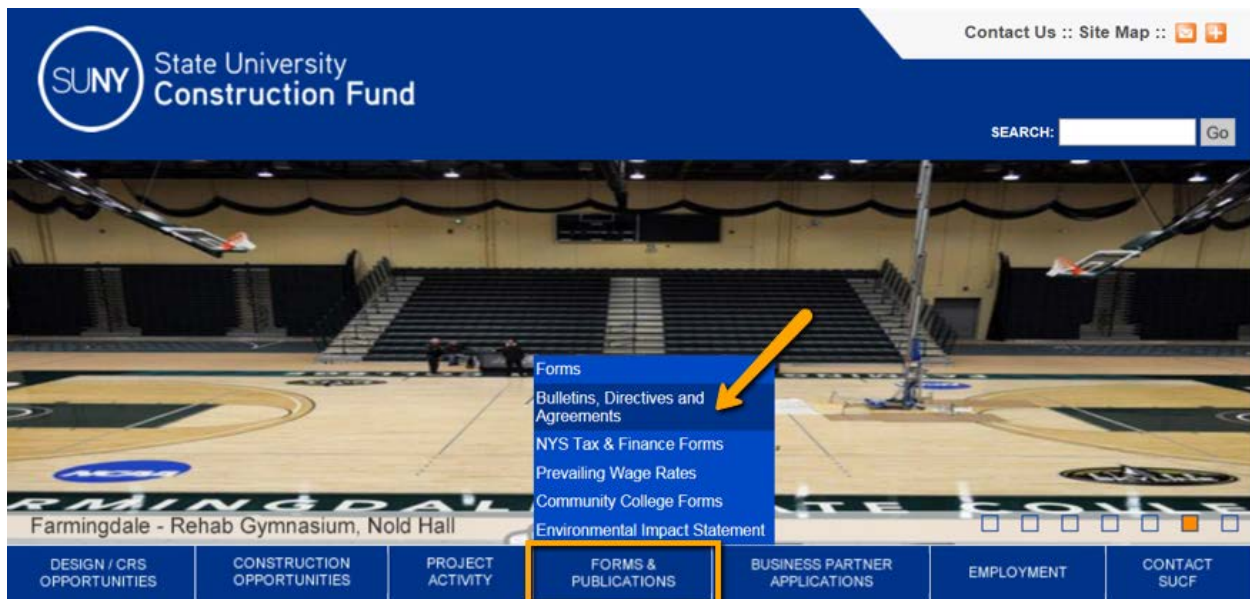 Contact Us :: Site Map ::
SUNY
State University
Construction Fund
SEARCH:
Go
Forms
Bulletins, Directives and
Agreements
NYS Tax & Finance Forms
Prevailing Wage Rates
Community College Forms
Environmental Impact Statement
NCAA
Farmingdale - Rehab Gymnasium, Nold Hall
DESIGN / CRS
OPPORTUNITIES
CONSTRUCTION
OPPORTUNITIES
PROJECT
ACTIVITY
FORMS &
PUBLICATIONS
BUSINESS PARTNER
APPLICATIONS
EMPLOYMENT
CONTACT
SUCF